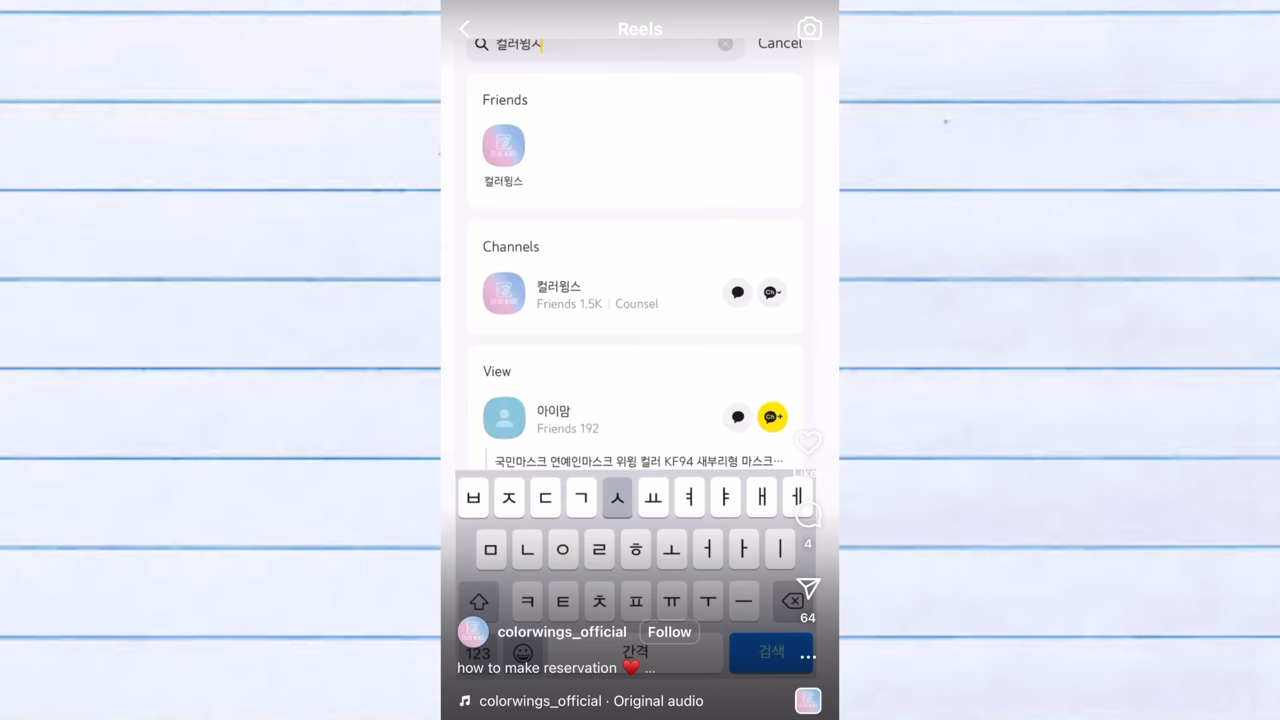 Reels
컬러윙ㅅ
Cancel
Friends
컬러윙스
Channels
컬러윙스
Friends 1.5K | Counsel
View
아이맘
Friends 192
국민마스크 연예인마스크 위윙 컬러 KF94 새부리형 마스크…
Like
ㅂ ㅈ ㄷ ㄱ ㅅ ㅛ ㅕ ㅑ ㅐ ㅔ
ㅁ ㄴ ㅇ ㄹ ㅎ ㅗ ㅓ ㅏ ㅣ
4
ㅋ ㅌ ㅊ ㅍ ㅠ ㅜ ㅡ
64
colorwings_official
Follow
123
간격
검색
how to make reservation ❤️ ...
colorwings_official · Original audio